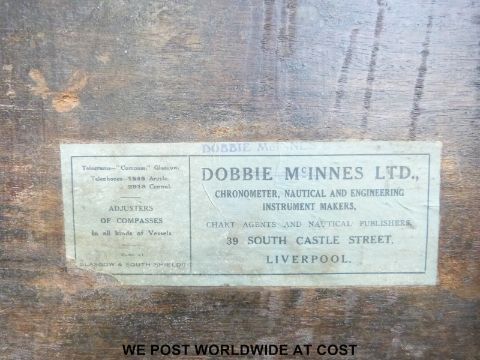 DOBBIE McINNES
Telegrams—"Compass," Glasgow.
Telephones
Argyle.
Central.
ADJUSTERS
OF COMPASSES
In all kinds of Vessels
GLASGOW & SOUTH SHIELDS
DOBBIE McINNES LTD.,
CHRONOMETER, NAUTICAL AND ENGINEERING
INSTRUMENT MAKERS,
CHART AGENTS AND NAUTICAL PUBLISHERS,
39 SOUTH CASTLE STREET,
LIVERPOOL.
WE POST WORLDWIDE AT COST